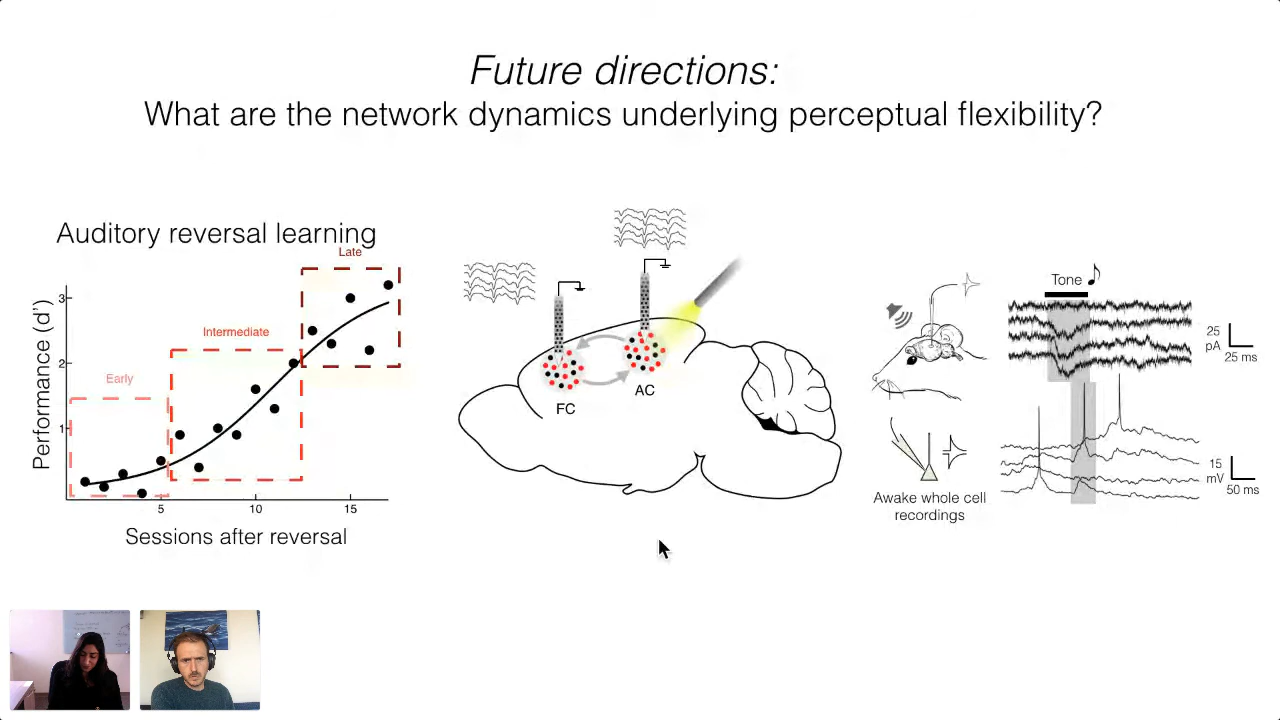 Future directions:
What are the network dynamics underlying perceptual flexibility?
Auditory reversal learning
Late
Intermediate
Early
Performance (d')
3
2
1
5
10
15
Sessions after reversal
FC
AC
Awake whole cell
recordings
Tone
25
pA
25 ms
15
mV
50 ms